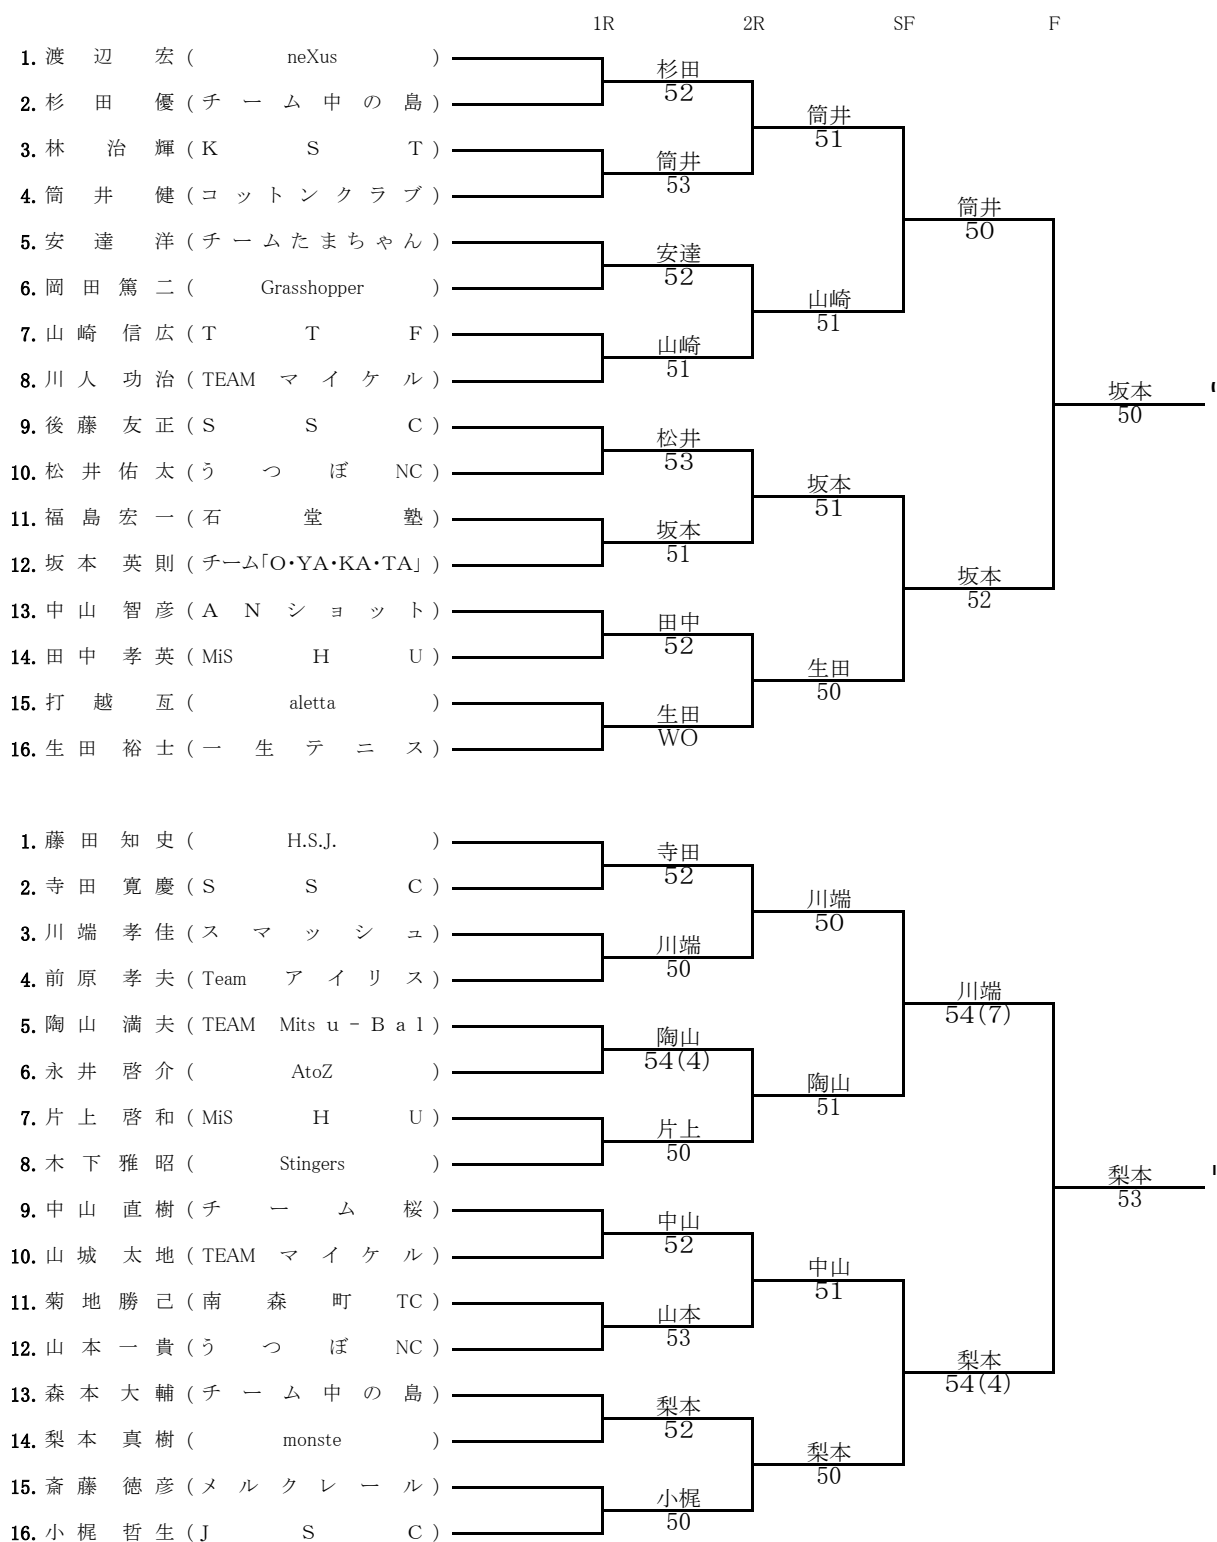 1R 2R SF F
1. 渡辺 宏 ( neXus )
杉田
52
2. 杉田 優 ( チーム中の島 )
筒井
51
3. 林 治輝 ( K S T )
筒井
53
4. 筒井 健 ( コットンクラブ )
筒井
50
5. 安達 洋 ( チームたまちゃん )
安達
52
6. 岡田篤二 ( Grasshopper )
山崎
51
7. 山崎信広 ( T T F )
山崎
51
8. 川人功治 ( TEAM マイケル )
坂本
50
9. 後藤友正 ( S S C )
松井
53
10. 松井佑太 ( うつぼ NC )
坂本
51
11. 福島宏一 ( 石堂塾 )
坂本
51
12. 坂本英則 ( チーム「O・YA・KA・TA」 )
坂本
52
13. 中山智彦 ( A N ショット )
田中
52
14. 田中孝英 ( MiS H U )
生田
50
15. 打越 亙 ( aletta )
生田
WO
16. 生田裕士 ( 一生テニス )
1. 藤田知史 ( H.S.J. )
寺田
52
2. 寺田寛慶 ( S S C )
川端
50
3. 川端孝佳 ( スマッシュ )
川端
50
4. 前原孝夫 ( Team アイリス )
川端
54(7)
5. 陶山満夫 ( TEAM Mits u - B a l )
陶山
54(4)
6. 永井啓介 ( AtoZ )
陶山
51
7. 片上啓和 ( MiS H U )
片上
50
8. 木下雅昭 ( Stingers )
梨本
53
9. 中山直樹 ( チーム桜 )
中山
52
10. 山城太地 ( TEAM マイケル )
中山
51
11. 菊地勝己 ( 南森町 TC )
山本
53
12. 山本一貴 ( うつぼ NC )
梨本
54(4)
13. 森本大輔 ( チーム中の島 )
梨本
52
14. 梨本真樹 ( monste )
梨本
50
15. 斎藤徳彦 ( メルクレール )
小梶
50
16. 小梶哲生 ( J S C )